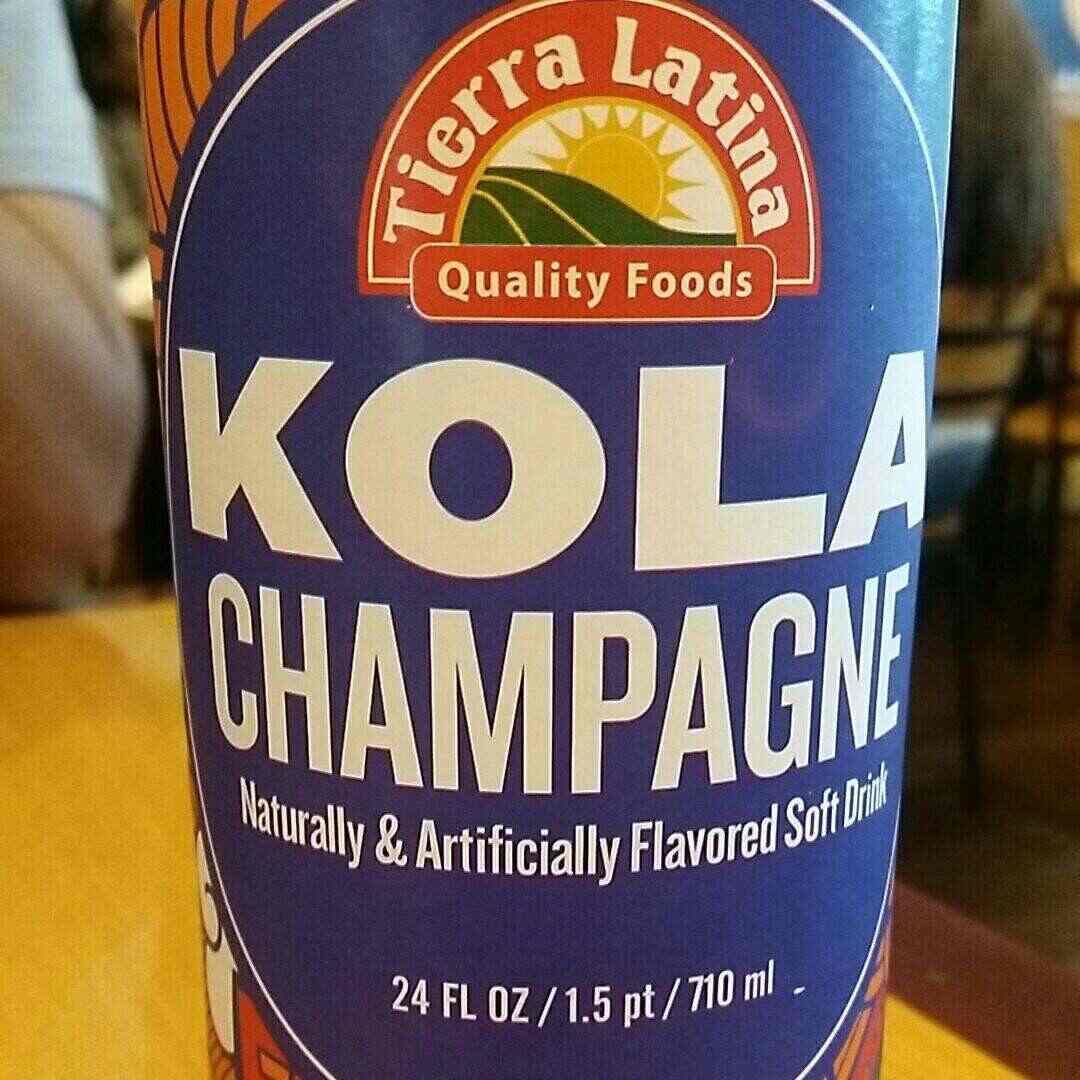 Tierra Latina
Quality Foods
KOLA
CHAMPAGNE
Naturally & Artificially Flavored Soft Drink
24 FL OZ / 1.5 pt / 710 ml